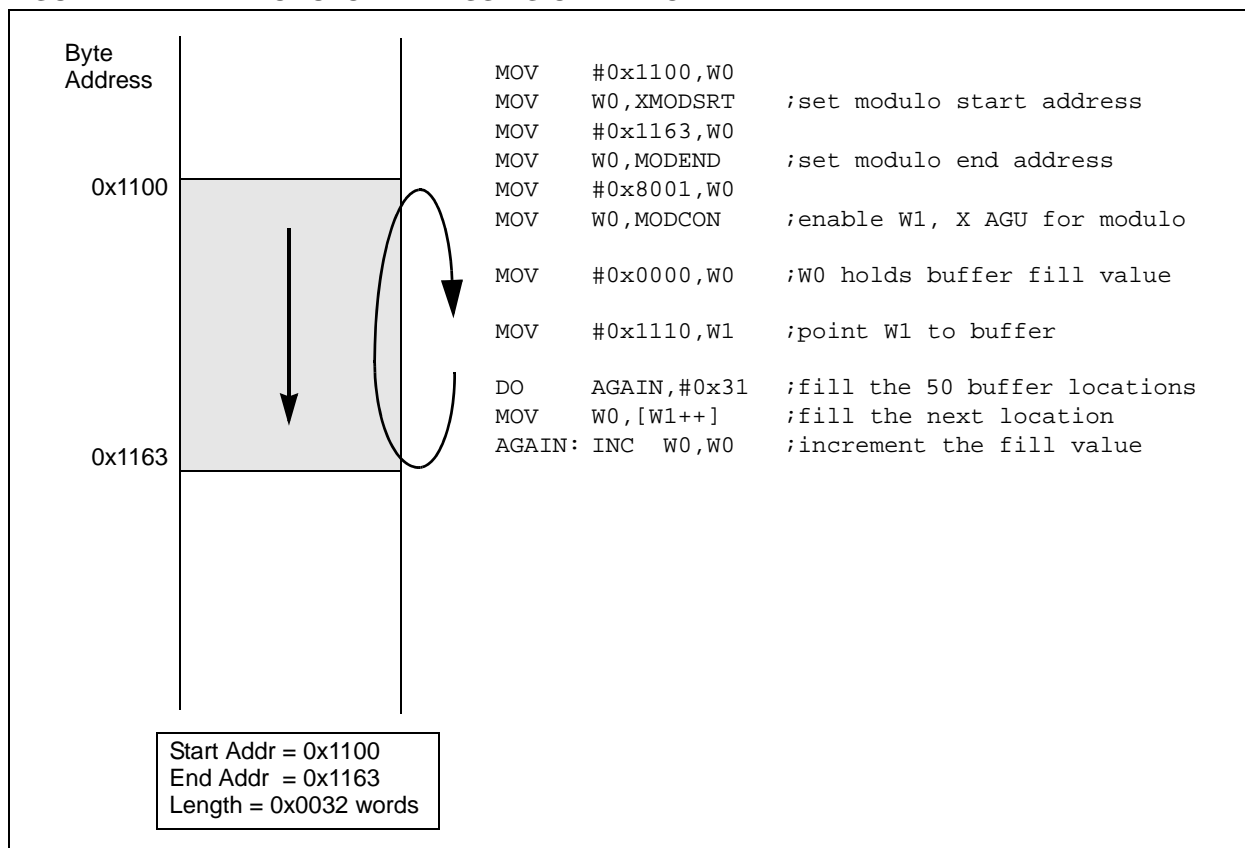 Byte
Address
0x1100
0x1163
MOV #0x1100,W0
MOV W0,XMODSRT ;set modulo start address
MOV #0x1163,W0
MOV W0,MODEND ;set modulo end address
MOV #0x8001,W0
MOV W0,MODCON ;enable W1, X AGU for modulo
MOV #0x0000,W0 ;W0 holds buffer fill value
MOV #0x1110,W1 ;point W1 to buffer
DO AGAIN,#0x31 ;fill the 50 buffer locations
MOV W0,[W1++] ;fill the next location
AGAIN: INC W0,W0 ;increment the fill value
Start Addr = 0x1100
End Addr = 0x1163
Length = 0x0032 words